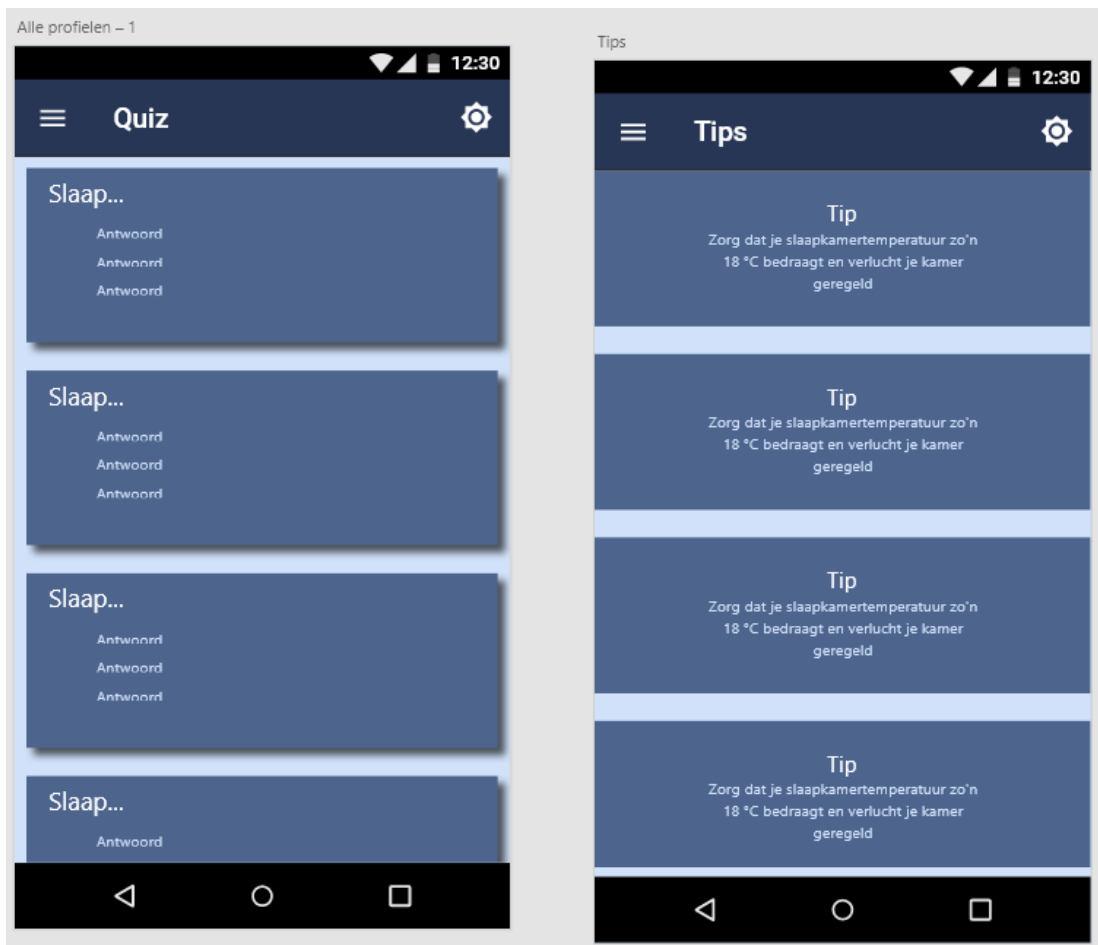 Alle profielen – 1
12:30
Quiz
Slaap...
Antwoord
Antwoord
Antwoord
Slaap...
Antwoord
Antwoord
Antwoord
Slaap...
Antwoord
Antwoord
Antwoord
Slaap...
Antwoord
Tips
12:30
Tips
Tip
Zorg dat je slaapkamertemperatuur zo'n
18 °C bedraagt en verlucht je kamer
geregeld
Tip
Zorg dat je slaapkamertemperatuur zo'n
18 °C bedraagt en verlucht je kamer
geregeld
Tip
Zorg dat je slaapkamertemperatuur zo'n
18 °C bedraagt en verlucht je kamer
geregeld
Tip
Zorg dat je slaapkamertemperatuur zo'n
18 °C bedraagt en verlucht je kamer
geregeld